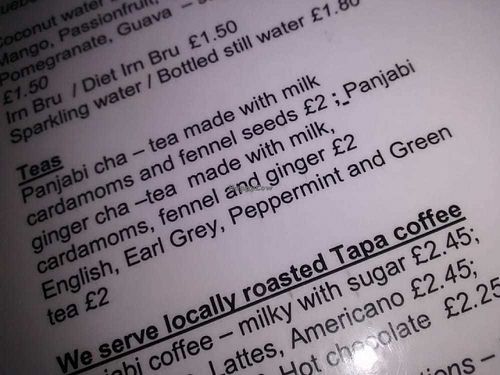 Coconut water
Mango, Passionfruit,
Pomegranate, Guava –
£1.50
Irn Bru / Diet Irn Bru £1.50
Sparkling water / Bottled still water £1.80
Teas
Panjabi cha – tea made with milk
cardamoms and fennel seeds £2 ; Panjabi
ginger cha –tea made with milk,
cardamoms, fennel and ginger £2
English, Earl Grey, Peppermint and Green
tea £2
We serve locally roasted Tapa coffee
coffee – milky with sugar £2.45;
Lattes, Americano £2.45;
Hot chocolate £2.25